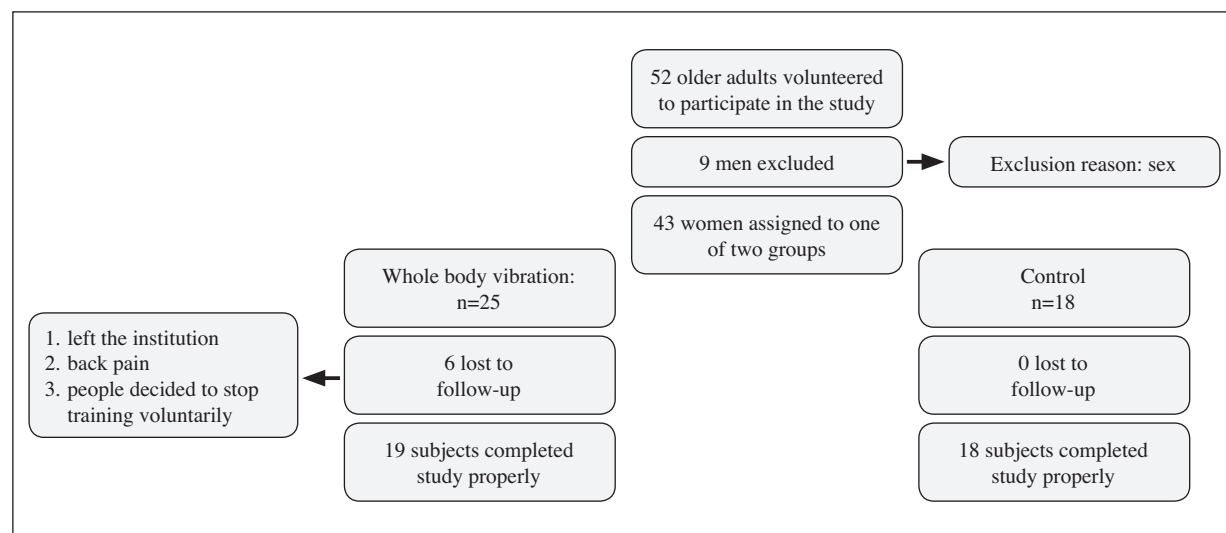 52 older adults volunteered
to participate in the study
9 men excluded
Exclusion reason: sex
43 women assigned to one
of two groups
Whole body vibration:
n=25
Control
n=18
1. left the institution
2. back pain
3. people decided to stop
training voluntarily
6 lost to
follow-up
0 lost to
follow-up
19 subjects completed
study properly
18 subjects completed
study properly